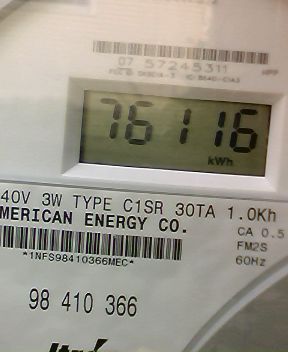 07 57245311
76116
kWh
40V 3W TYPE C1SR 30TA 1.0Kh
MERICAN ENERGY CO.
CA 0.5
FM2S
*1NFS98410366MEC*
60Hz
98 410 366